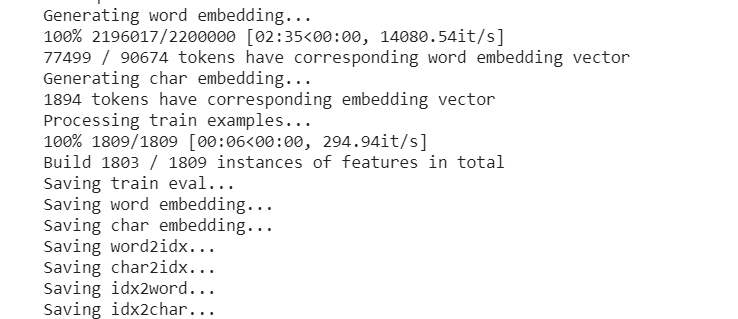 Generating word embedding...
100% 2196017/2200000 [02:35<00:00, 14080.54it/s]
77499 / 90674 tokens have corresponding word embedding vector
Generating char embedding...
1894 tokens have corresponding embedding vector
Processing train examples...
100% 1809/1809 [00:06<00:00, 294.94it/s]
Build 1803 / 1809 instances of features in total
Saving train eval...
Saving word embedding...
Saving char embedding...
Saving word2idx...
Saving char2idx...
Saving idx2word...
Saving idx2char...